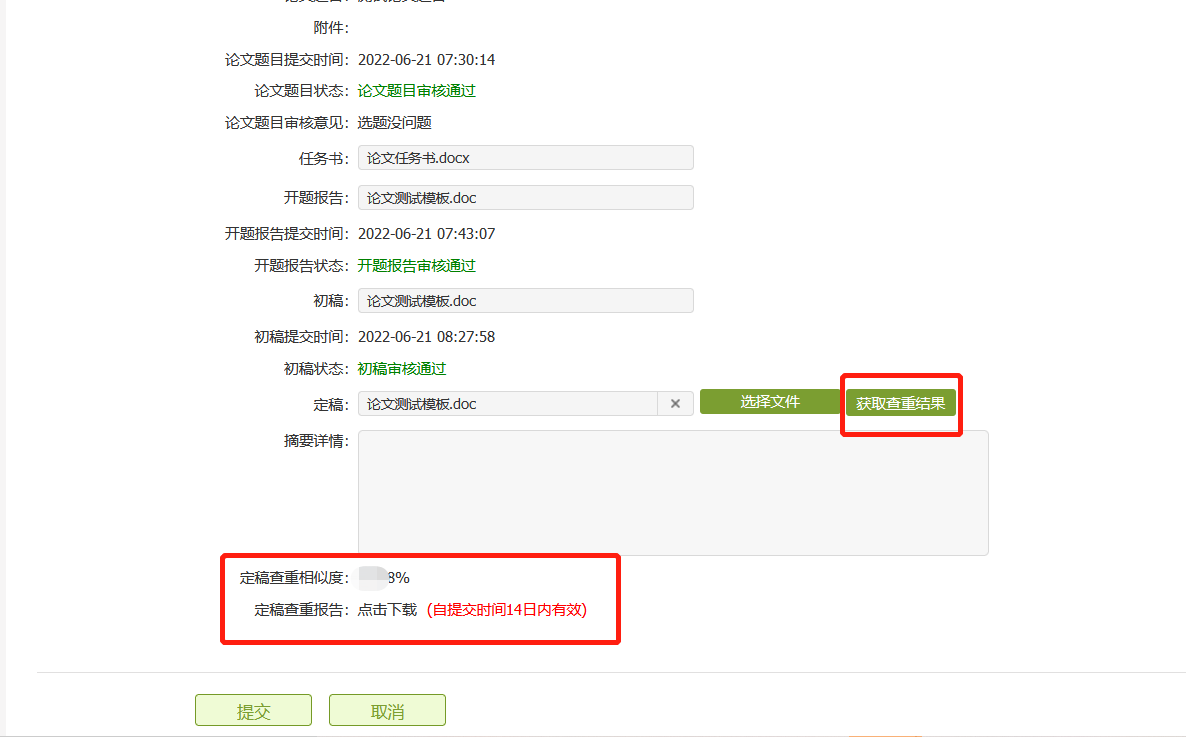 附件：
论文题目提交时间：2022-06-21 07:30:14
论文题目状态：论文题目审核通过
论文题目审核意见：选题没问题
任务书：论文任务书.docx
开题报告：论文测试模板.doc
开题报告提交时间：2022-06-21 07:43:07
开题报告状态：开题报告审核通过
初稿：论文测试模板.doc
初稿提交时间：2022-06-21 08:27:58
初稿状态：初稿审核通过
定稿：论文测试模板.doc × 选择文件 获取查重结果
摘要详情：
定稿查重相似度：8%
定稿查重报告：点击下载 (自提交时间14日内有效)
提交 取消